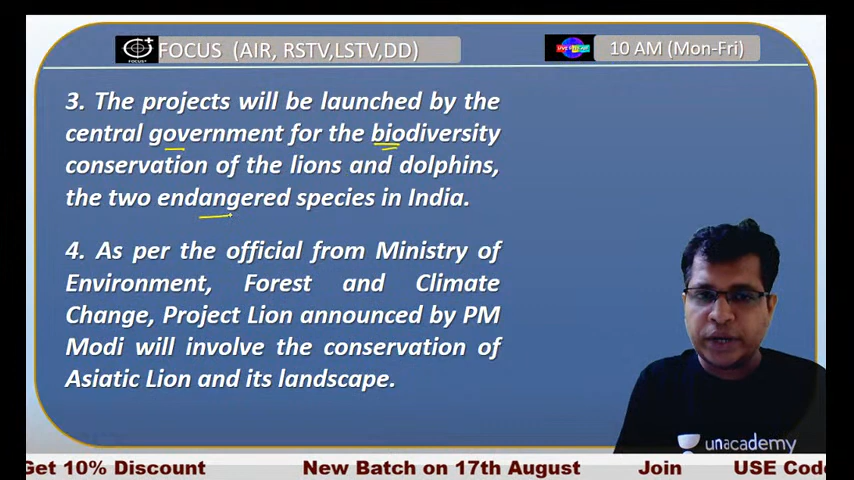 FOCUS (AIR, RSTV,LSTV,DD)
10 AM (Mon-Fri)
3. The projects will be launched by the
central government for the biodiversity
conservation of the lions and dolphins,
the two endangered species in India.
4. As per the official from Ministry of
Environment, Forest and Climate
Change, Project Lion announced by PM
Modi will involve the conservation of
Asiatic Lion and its landscape.
unacademy
Get 10% Discount New Batch on 17th August Join USE Code